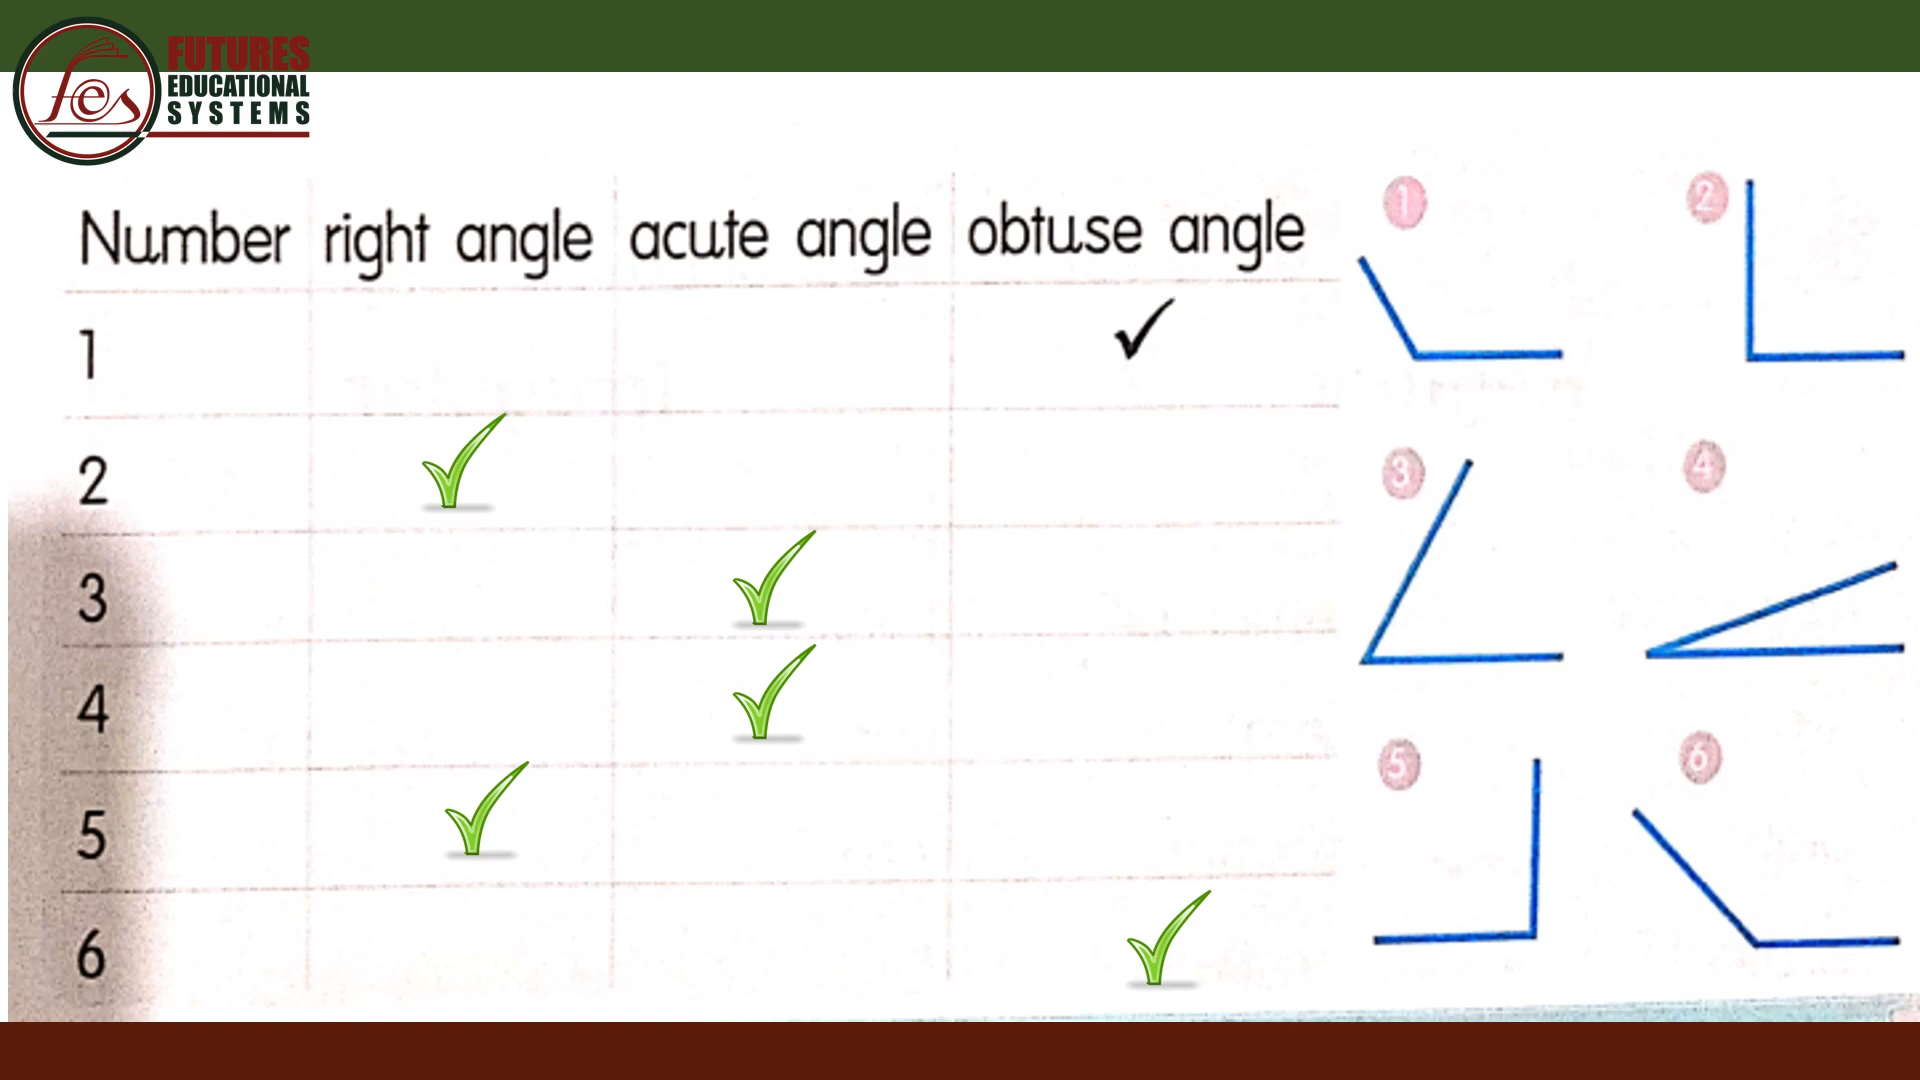 FUTURES
EDUCATIONAL
SYSTEMS
fes
Number right angle acute angle obtuse angle
1 ✓
2 ✓
3 ✓
4 ✓
5 ✓
6 ✓
1 2
3 4
5 6